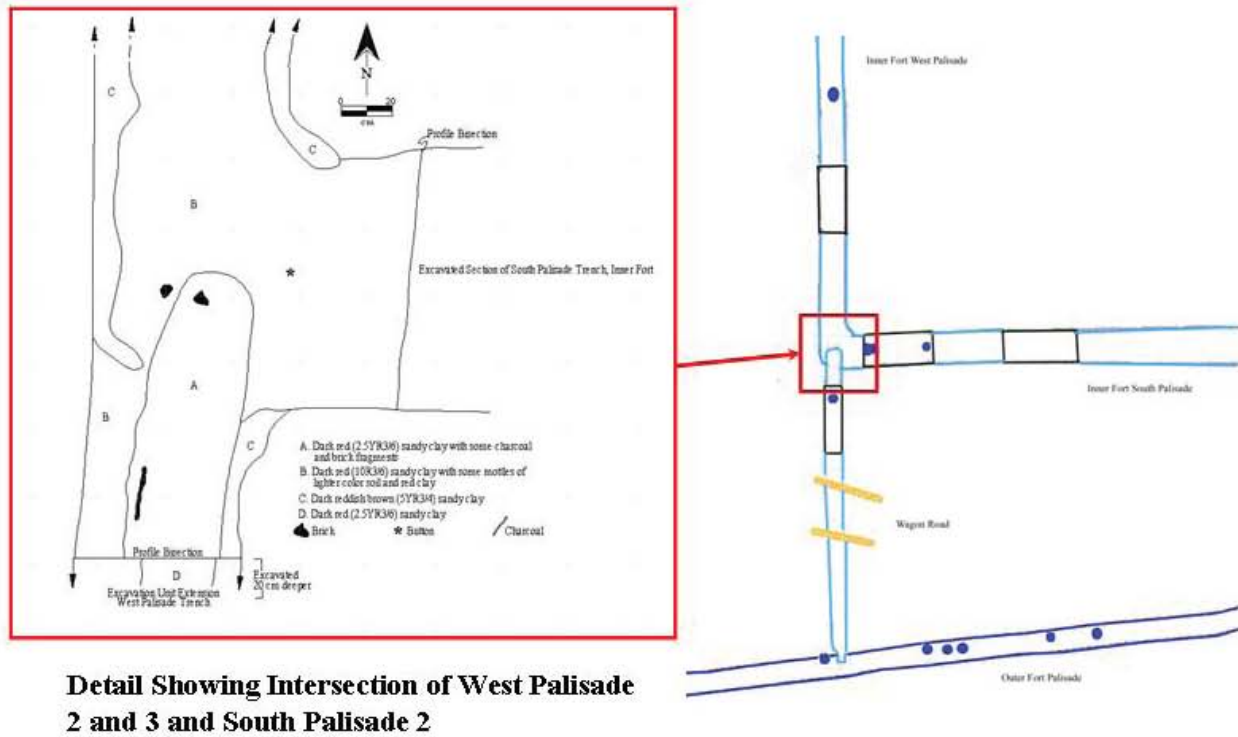 C
N
0 20
cm
Profile Bisection
C
B
Excavated Section of South Palisade Trench, Inner Fort
A
B
C
A. Dark red (2.5YR3/6) sandy clay with some charcoal
and brick fragments
B. Dark red (10R3/6) sandy clay with some mottles of
lighter color soil and red clay
C. Dark reddish brown (5YR3/4) sandy clay
D. Dark red (2.5YR3/6) sandy clay
Brick * Button Charcoal
Profile Bisection
D
Excavation Unit Extension
West Palisade Trench
Excavated
20 cm deeper
Inner Fort West Palisade
Inner Fort South Palisade
Wagon Road
Outer Fort Palisade
Detail Showing Intersection of West Palisade
2 and 3 and South Palisade 2